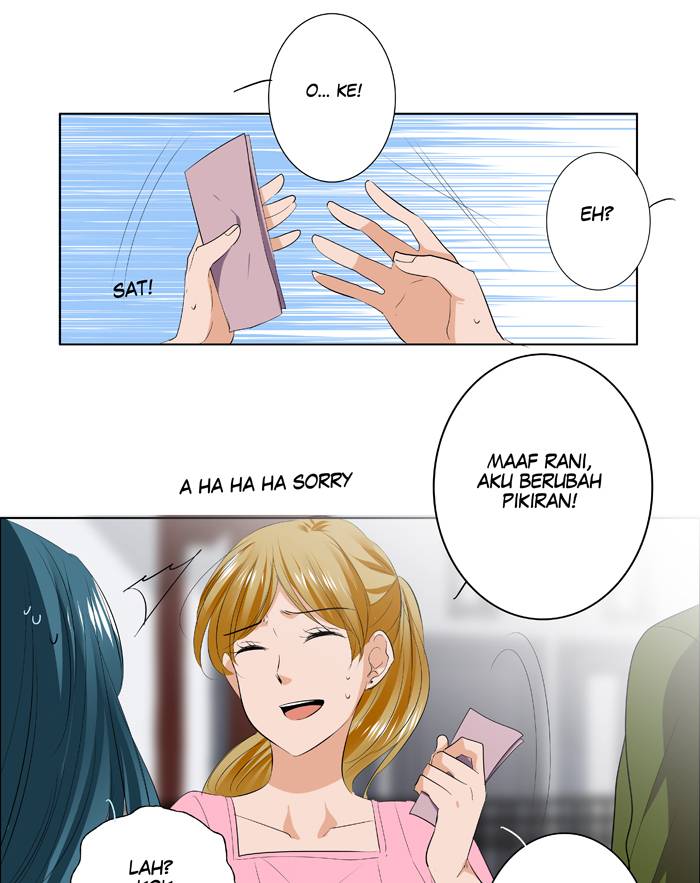 O... KE!
EH?
SAT!
MAAF RANI,
AKU BERUBAH
PIKIRAN!
A HA HA HA SORRY
LAH?